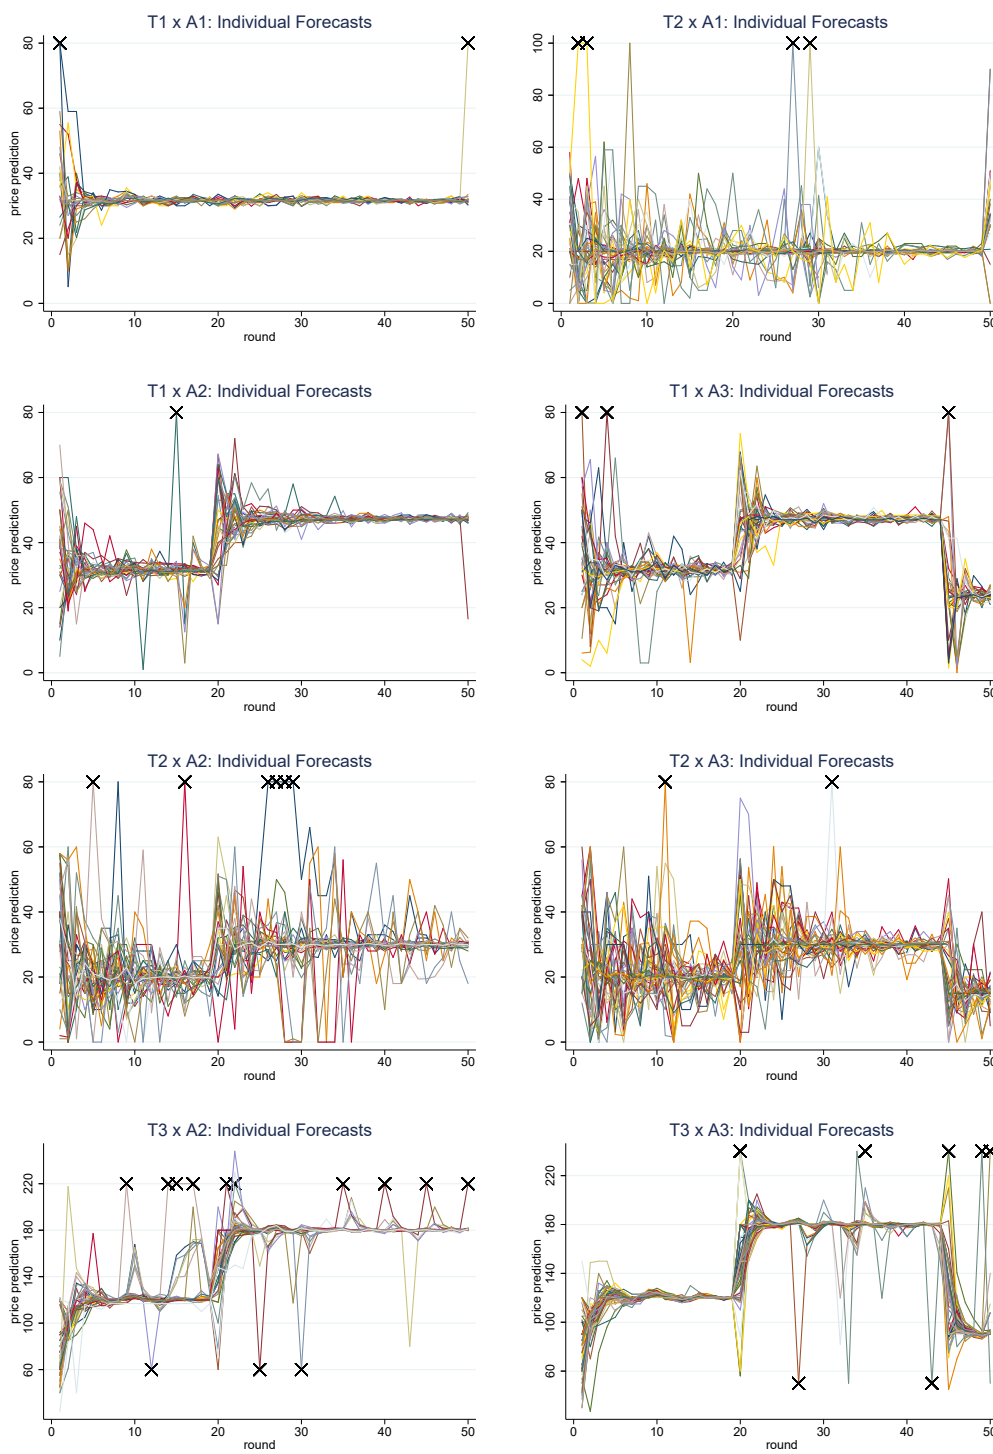 T1 x A1: Individual Forecasts
price prediction
0 20 40 60 80
0 10 20 30 40 50
round
T2 x A1: Individual Forecasts
price prediction
0 20 40 60 80 100
0 10 20 30 40 50
round
T1 x A2: Individual Forecasts
price prediction
0 20 40 60 80
0 10 20 30 40 50
round
T1 x A3: Individual Forecasts
price prediction
0 20 40 60 80
0 10 20 30 40 50
round
T2 x A2: Individual Forecasts
price prediction
0 20 40 60 80
0 10 20 30 40 50
round
T2 x A3: Individual Forecasts
price prediction
0 20 40 60 80
0 10 20 30 40 50
round
T3 x A2: Individual Forecasts
price prediction
60 100 140 180 220
0 10 20 30 40 50
round
T3 x A3: Individual Forecasts
price prediction
60 100 140 180 220
0 10 20 30 40 50
round